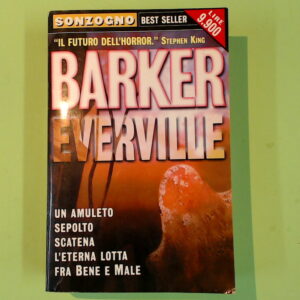 SONZOGNO BEST SELLER
LIRE 9.900
"IL FUTURO DELL'HORROR." STEPHEN KING
BARKER
EVERVILLE
UN AMULETO
SEPOLTO
SCATENA
L'ETERNA LOTTA
FRA BENE E MALE